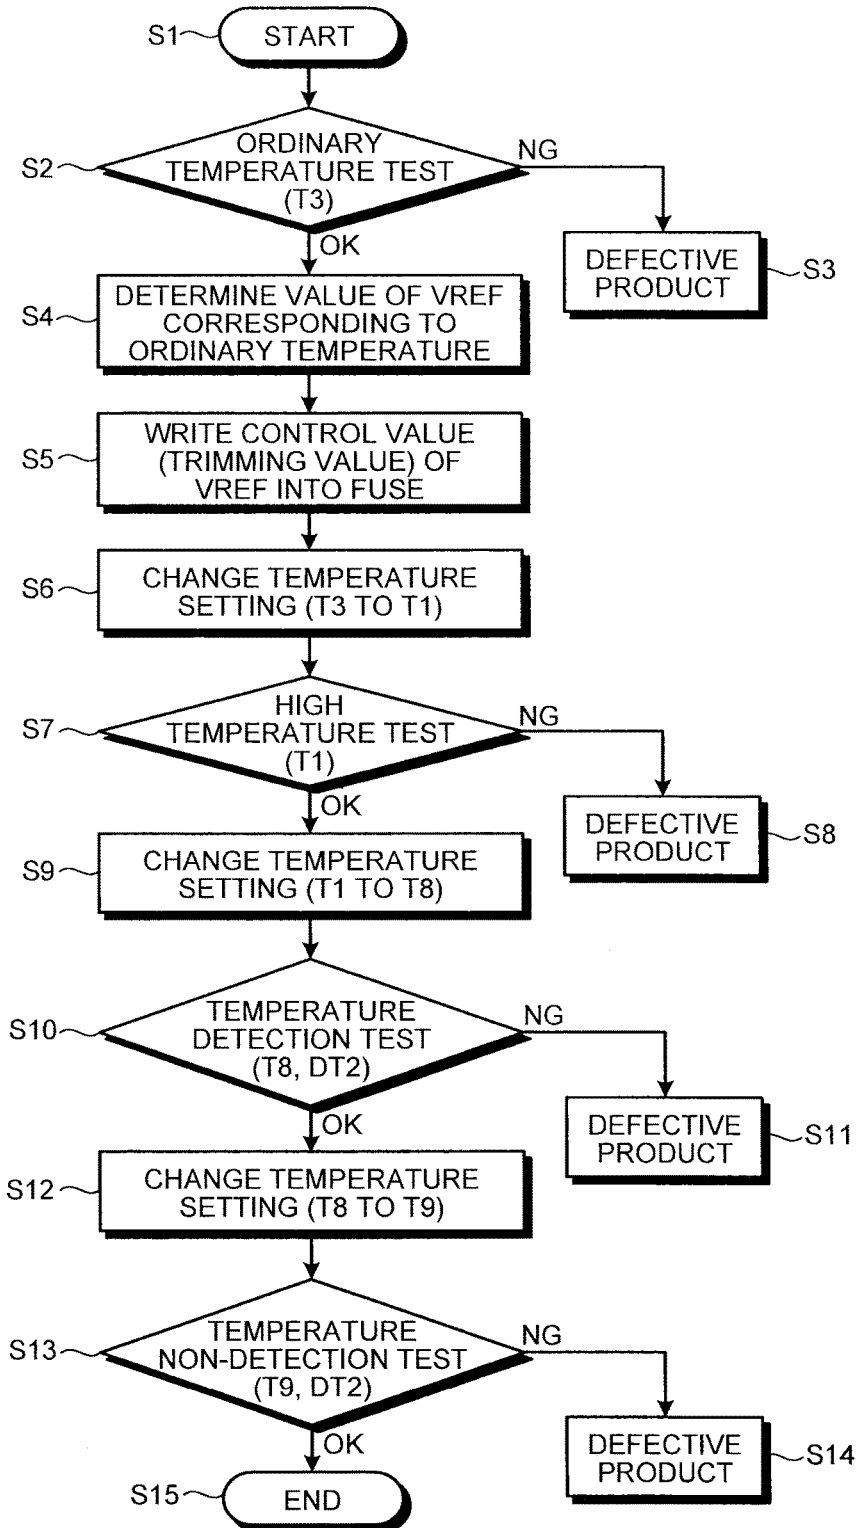 S1
START
S2
ORDINARY
TEMPERATURE TEST
(T3)
NG
OK
DEFECTIVE
PRODUCT
S3
S4
DETERMINE VALUE OF VREF
CORRESPONDING TO
ORDINARY TEMPERATURE
S5
WRITE CONTROL VALUE
(TRIMMING VALUE) OF
VREF INTO FUSE
S6
CHANGE TEMPERATURE
SETTING (T3 TO T1)
S7
HIGH
TEMPERATURE TEST
(T1)
NG
OK
DEFECTIVE
PRODUCT
S8
S9
CHANGE TEMPERATURE
SETTING (T1 TO T8)
S10
TEMPERATURE
DETECTION TEST
(T8, DT2)
NG
OK
DEFECTIVE
PRODUCT
S11
S12
CHANGE TEMPERATURE
SETTING (T8 TO T9)
S13
TEMPERATURE
NON-DETECTION TEST
(T9, DT2)
NG
OK
DEFECTIVE
PRODUCT
S14
S15
END